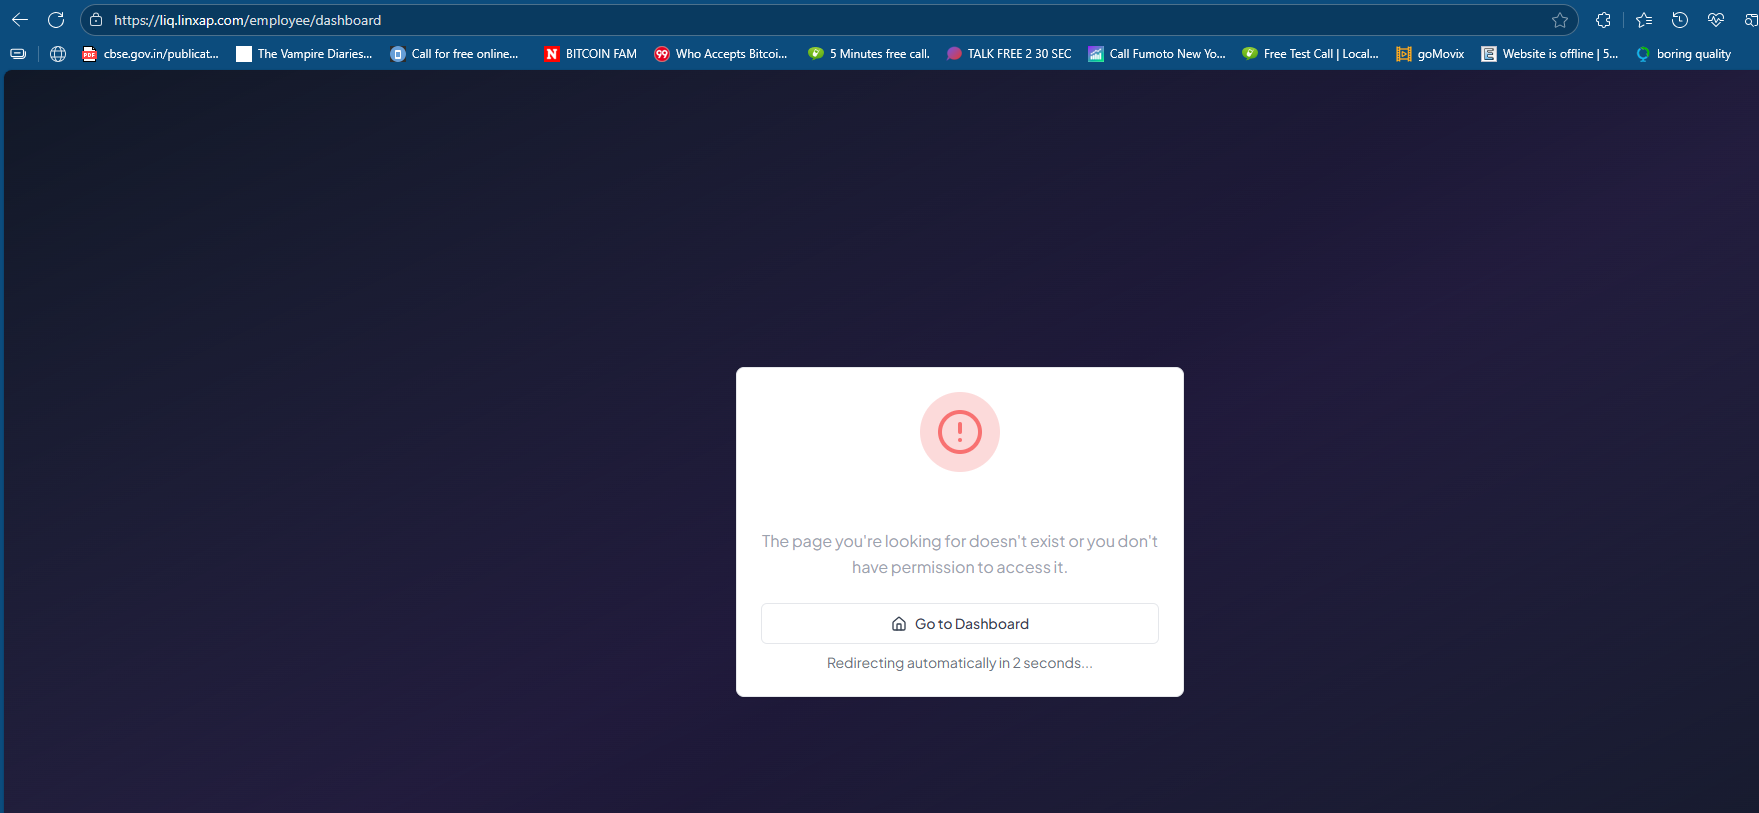 https://liq.linxap.com/employee/dashboard
cbse.gov.in/publicat...
The Vampire Diaries...
Call for free online...
N
BITCOIN FAM
99
Who Accepts Bitcoi...
5 Minutes free call.
TALK FREE 2 30 SEC
Call Fumoto New Yo...
Free Test Call | Local...
goMovix
E
Website is offline | 5...
boring quality
The page you're looking for doesn't exist or you don't
have permission to access it.
Go to Dashboard
Redirecting automatically in 2 seconds...